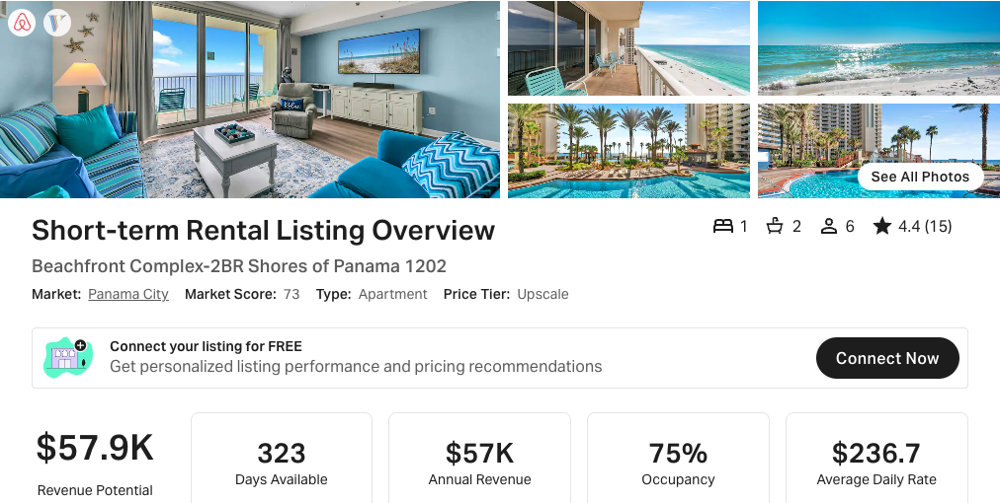 See All Photos
Short-term Rental Listing Overview
1 2 6 4.4 (15)
Beachfront Complex-2BR Shores of Panama 1202
Market: Panama City Market Score: 73 Type: Apartment Price Tier: Upscale
Connect your listing for FREE
Get personalized listing performance and pricing recommendations
Connect Now
$57.9K
Revenue Potential
323
Days Available
$57K
Annual Revenue
75%
Occupancy
$236.7
Average Daily Rate